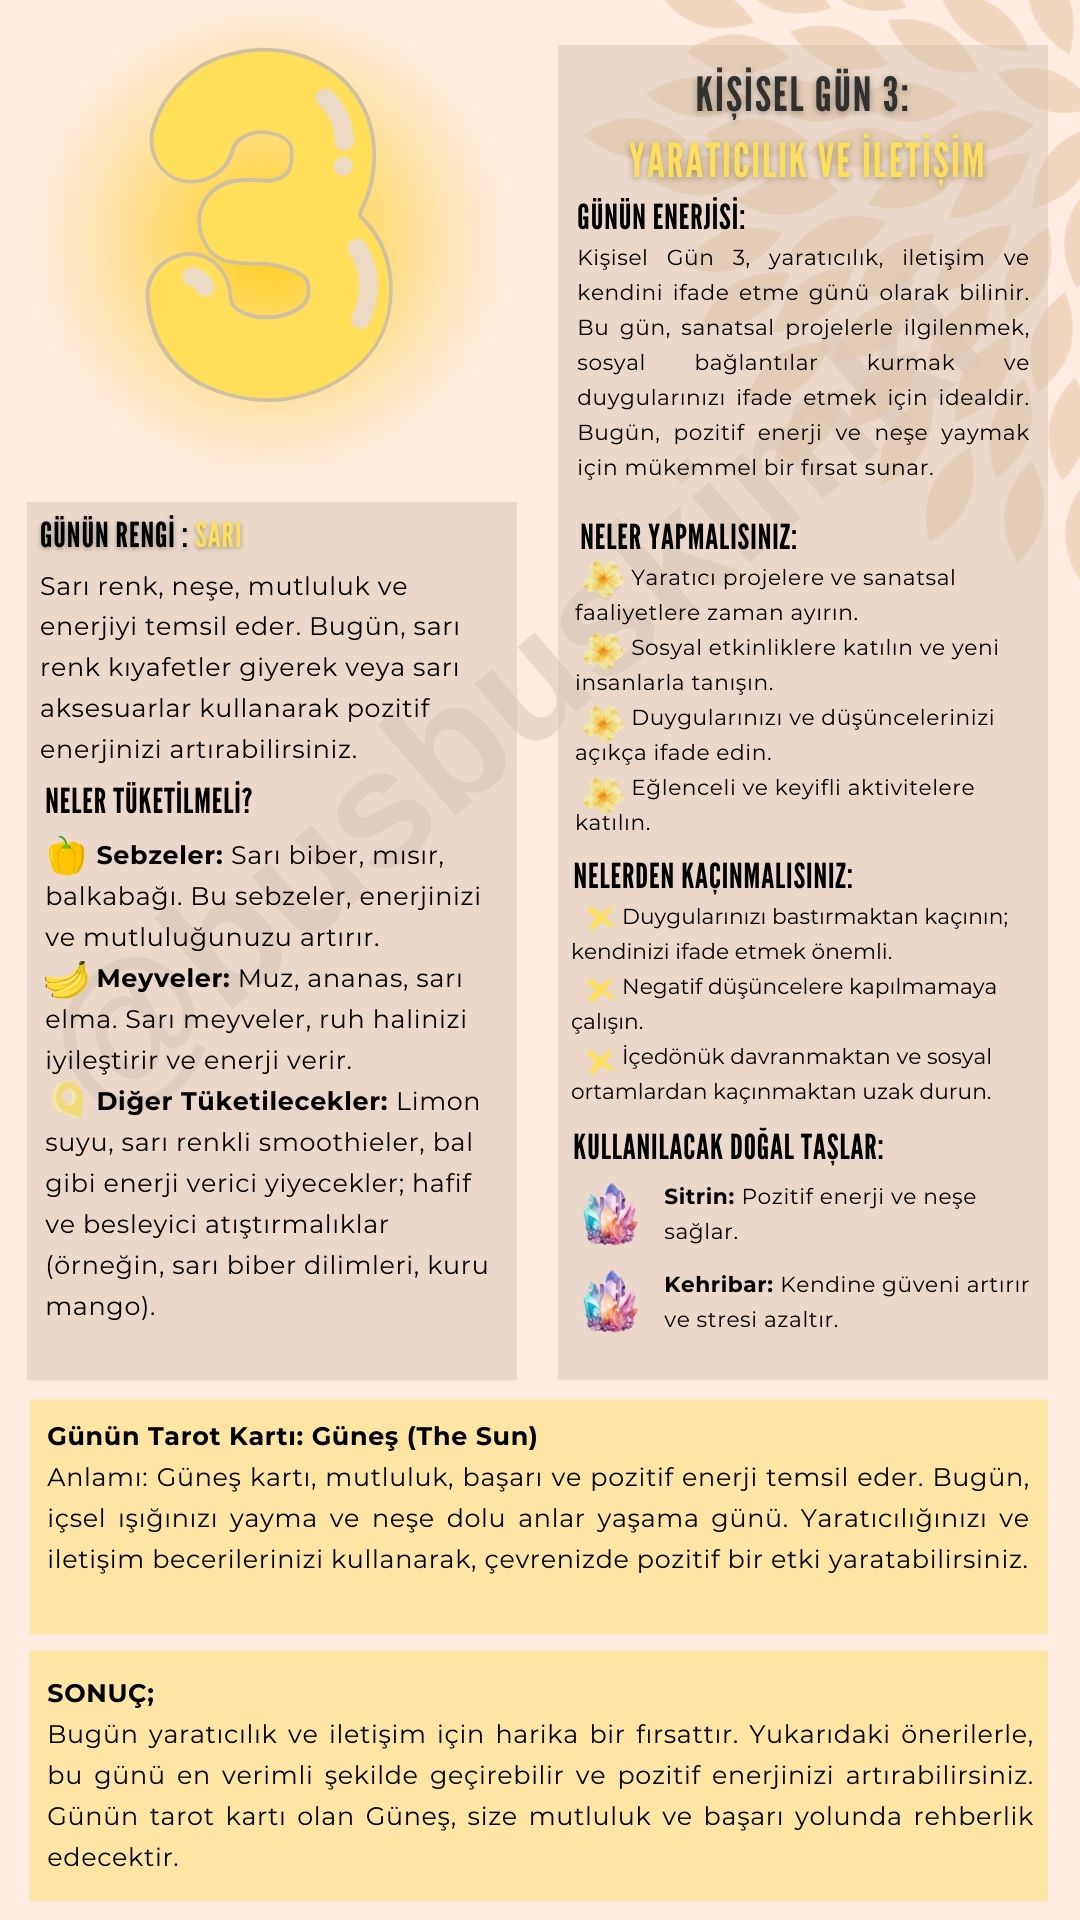 3
KİŞİSEL GÜN 3:
YARATICILIK VE İLETİŞİM
GÜNÜN ENERJİSİ:
Kişisel Gün 3, yaratıcılık, iletişim ve
kendini ifade etme günü olarak bilinir.
Bu gün, sanatsal projelerle ilgilenmek,
sosyal bağlantılar kurmak ve
duygularınızı ifade etmek için idealdir.
Bugün, pozitif enerji ve neşe yaymak
için mükemmel bir fırsat sunar.
NELER YAPMALISINIZ:
Yaratıcı projelere ve sanatsal
faaliyetlere zaman ayırın.
Sosyal etkinliklere katılın ve yeni
insanlarla tanışın.
Duygularınızı ve düşüncelerinizi
açıkça ifade edin.
Eğlenceli ve keyifli aktivitelere
katılın.
NELERDEN KAÇINMALISINIZ:
Duygularınızı bastırmaktan kaçının;
kendinizi ifade etmek önemli.
Negatif düşüncelere kapılmamaya
çalışın.
İçedönük davranmaktan ve sosyal
ortamlardan kaçınmaktan uzak durun.
KULLANILACAK DOĞAL TAŞLAR:
Sitrin: Pozitif enerji ve neşe
sağlar.
Kehribar: Kendine güveni artırır
ve stresi azaltır.
GÜNÜN RENGİ : SARI
Sarı renk, neşe, mutluluk ve
enerjiyi temsil eder. Bugün, sarı
renk kıyafetler giyerek veya sarı
aksesuarlar kullanarak pozitif
enerjinizi artırabilirsiniz.
NELER TÜKETİLMELİ?
Sebzeler: Sarı biber, mısır,
balkabağı. Bu sebzeler, enerjinizi
ve mutluluğunuzu artırır.
Meyveler: Muz, ananas, sarı
elma. Sarı meyveler, ruh halinizi
iyileştirir ve enerji verir.
Diğer Tüketilecekler: Limon
suyu, sarı renkli smoothieler, bal
gibi enerji verici yiyecekler; hafif
ve besleyici atıştırmalıklar
(örneğin, sarı biber dilimleri, kuru
mango).
Günün Tarot Kartı: Güneş (The Sun)
Anlamı: Güneş kartı, mutluluk, başarı ve pozitif enerji temsil eder. Bugün,
içsel ışığınızı yayma ve neşe dolu anlar yaşama günü. Yaratıcılığınızı ve
iletişim becerilerinizi kullanarak, çevrenizde pozitif bir etki yaratabilirsiniz.
SONUÇ;
Bugün yaratıcılık ve iletişim için harika bir fırsattır. Yukarıdaki önerilerle,
bu günü en verimli şekilde geçirebilir ve pozitif enerjinizi artırabilirsiniz.
Günün tarot kartı olan Güneş, size mutluluk ve başarı yolunda rehberlik
edecektir.